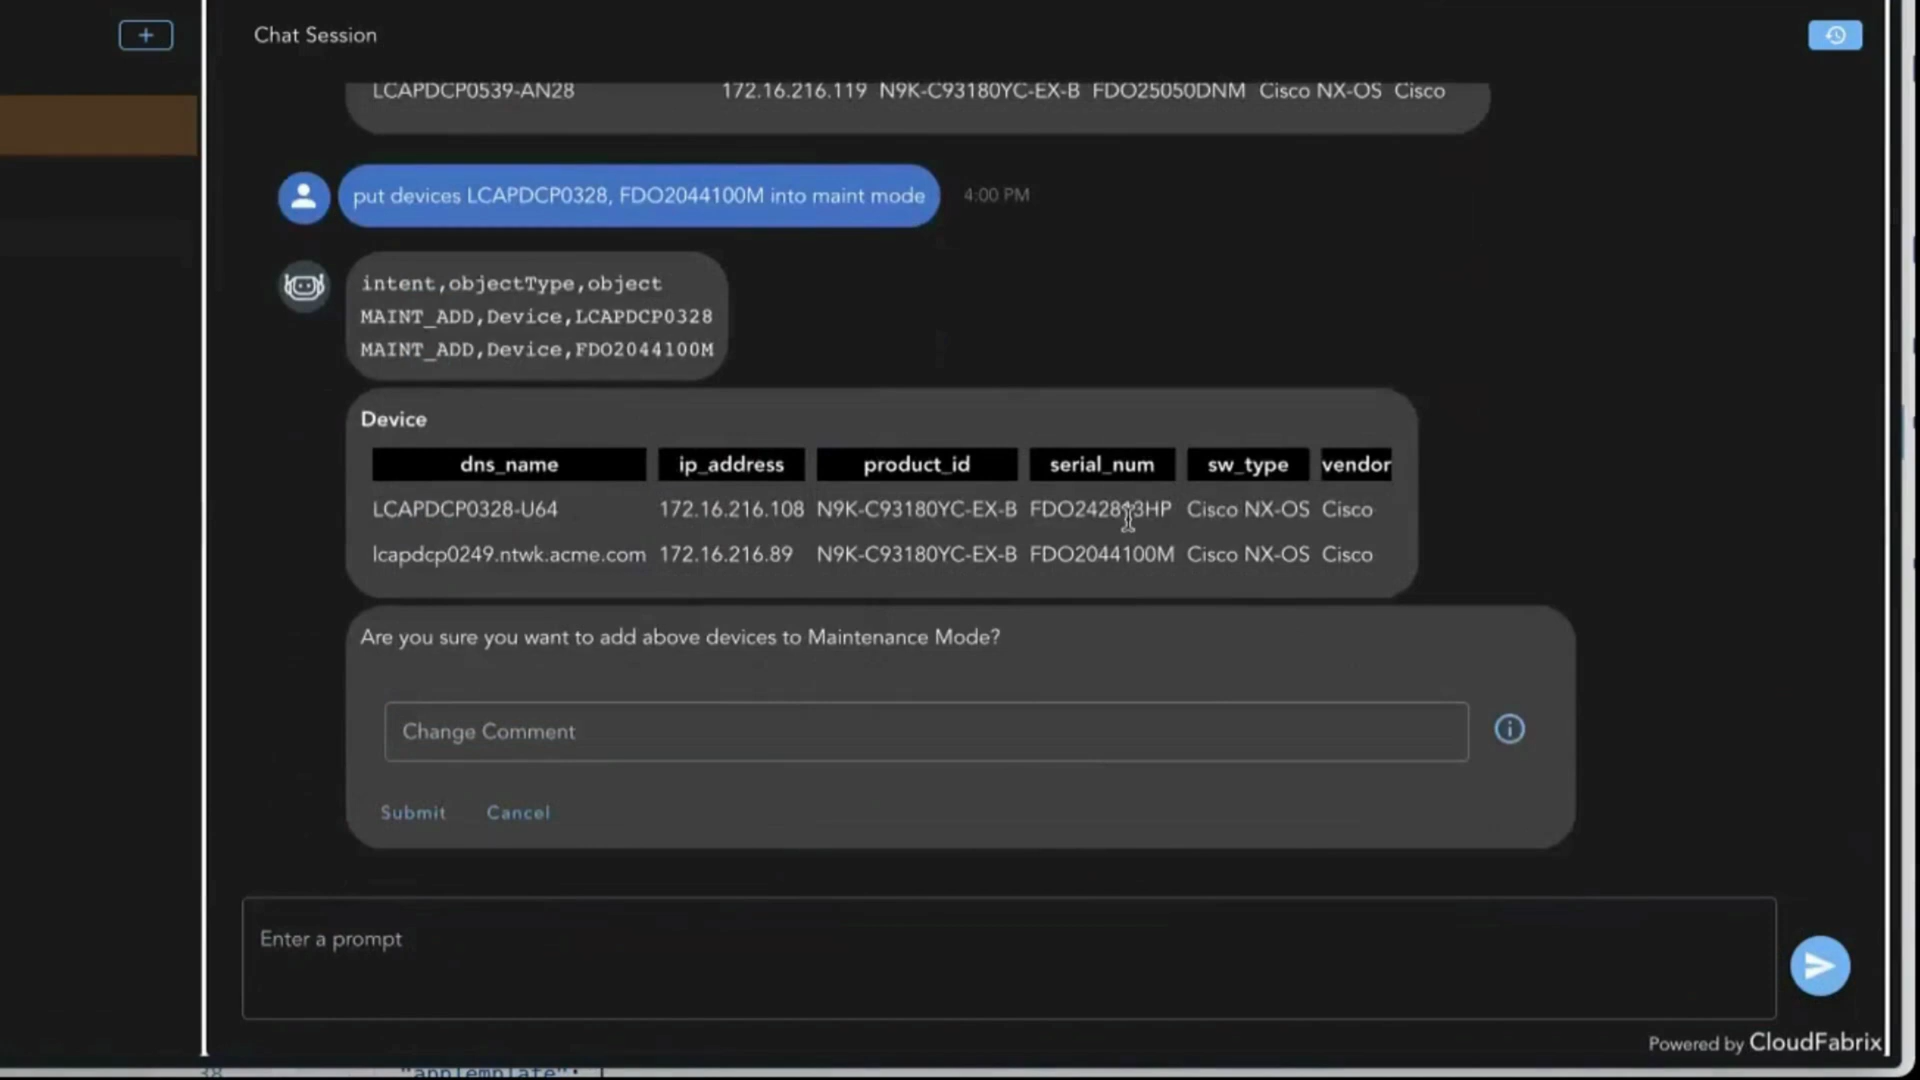 +
Chat Session
LCAPDCP0539-AN28 172.16.216.119 N9K-C93180YC-EX-B FDO25050DNM Cisco NX-OS Cisco
put devices LCAPDCP0328, FDO2044100M into maint mode 4:00 PM
intent,objectType,object
MAINT_ADD,Device,LCAPDCP0328
MAINT_ADD,Device,FDO2044100M
Device
dns_name ip_address product_id serial_num sw_type vendor
LCAPDCP0328-U64 172.16.216.108 N9K-C93180YC-EX-B Cisco NX-OS Cisco
lcapdcp0249.ntwk.acme.com 172.16.216.89 N9K-C93180YC-EX-B FDO2044100M Cisco NX-OS Cisco
Are you sure you want to add above devices to Maintenance Mode?
Change Comment
Submit Cancel
Enter a prompt
Powered by CloudFabrix